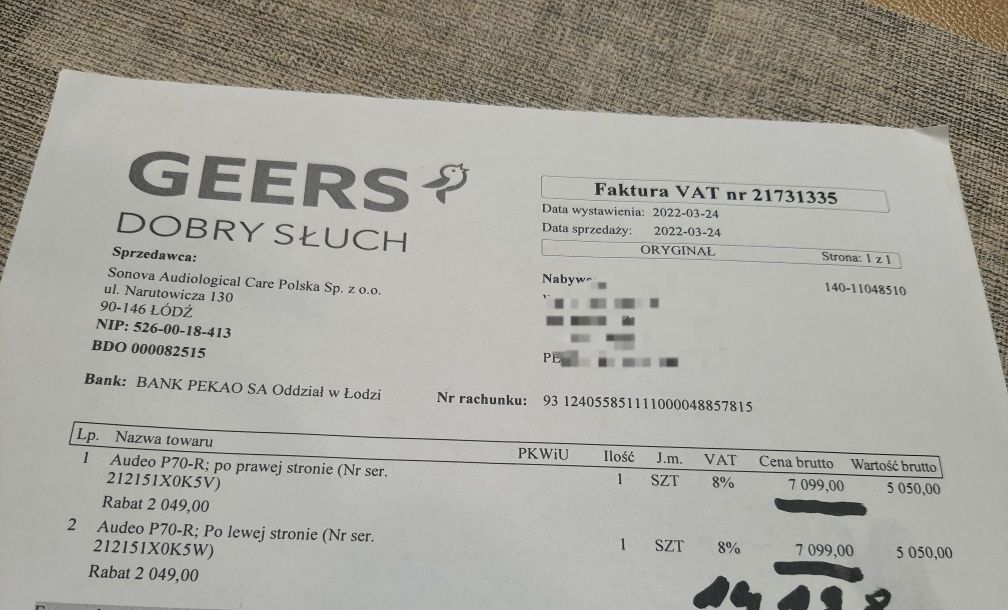 GEERS
DOBRY SŁUCH
Sprzedawca:
Sonova Audiological Care Polska Sp. z o.o.
ul. Narutowicza 130
90-146 ŁÓDŹ
NIP: 526-00-18-413
BDO 000082515
Faktura VAT nr 21731335
Data wystawienia: 2022-03-24
Data sprzedaży: 2022-03-24
ORYGINAŁ Strona: 1 z 1
140-11048510
Bank: BANK PEKAO SA Oddział w Łodzi
Nr rachunku: 93 124055851111000048857815
Lp. Nazwa towaru PKWiU Ilość J.m. VAT Cena brutto Wartość brutto
1 Audeo P70-R; po prawej stronie (Nr ser. 1 SZT 8% 7 099,00 5 050,00
212151X0K5V)
Rabat 2 049,00
2 Audeo P70-R; Po lewej stronie (Nr ser. 1 SZT 8% 7 099,00 5 050,00
212151X0K5W)
Rabat 2 049,00